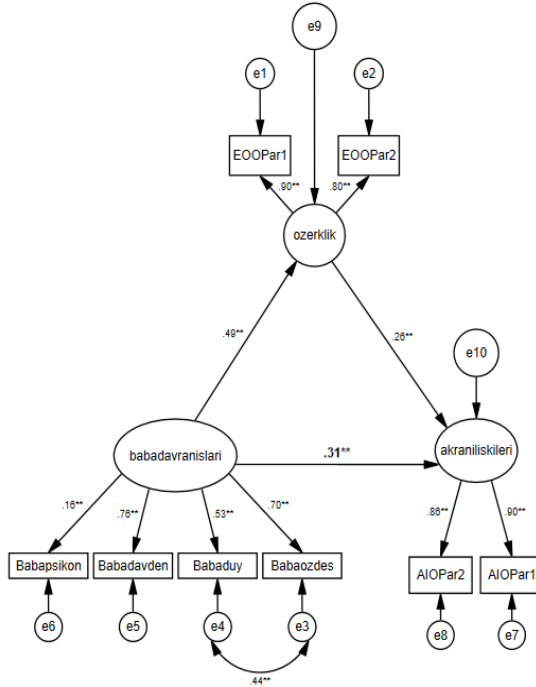 e9
e1
e2
EOOPar1
EOOPar2
.90**
.80**
ozerklik
.49**
.26**
e10
babadavranislari
.31**
akraniliskileri
.16**
.76**
.53**
.70**
.86**
.90**
Babapsikon
Babadavden
Babaduy
Babaozdes
AIOPar2
AIOPar1
e6
e5
e4
e3
e8
e7
.44**